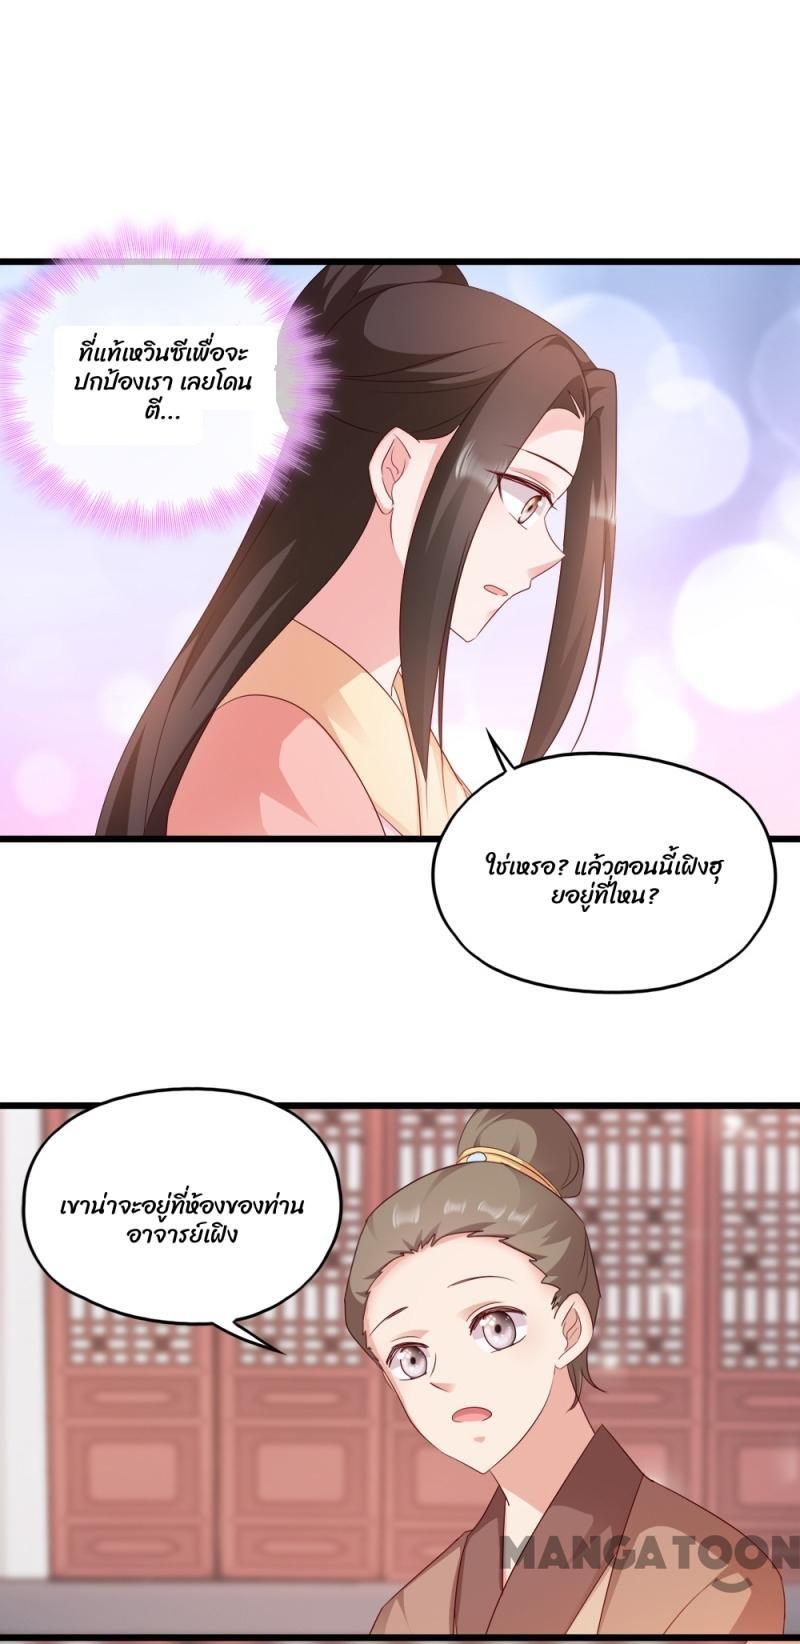 ที่แท้เหวินซีเพื่อจะ
ปกป้องเรา เลยโดน
ตี...
ใช่เหรอ? แล้วตอนนี้เฝิงฮุ
ยอยู่ที่ไหน?
เขาน่าจะอยู่ที่ห้องของท่าน
อาจารย์เฝิง
MANGATOON